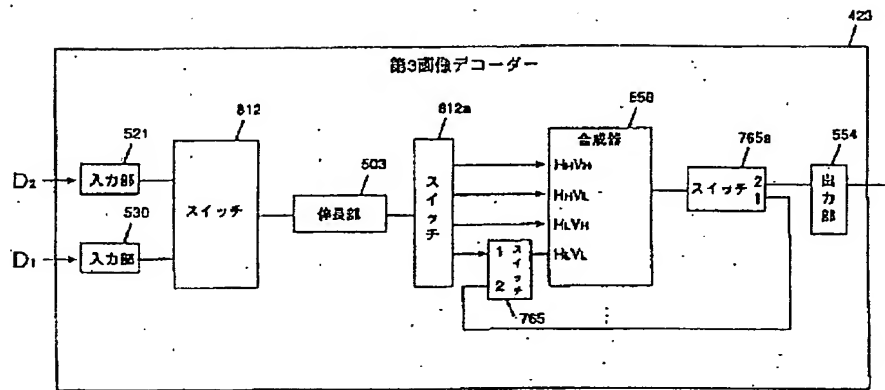 423
第3画像デコーダー
812
812a
558
521
503
合成器
765a
554
D2
入力部
スイッチ
伸長部
スイッチ
HHVH
HHVL
HLVH
HLVL
スイッチ
2
1
出力部
530
D1
入力部
1
2
スイッチ
765